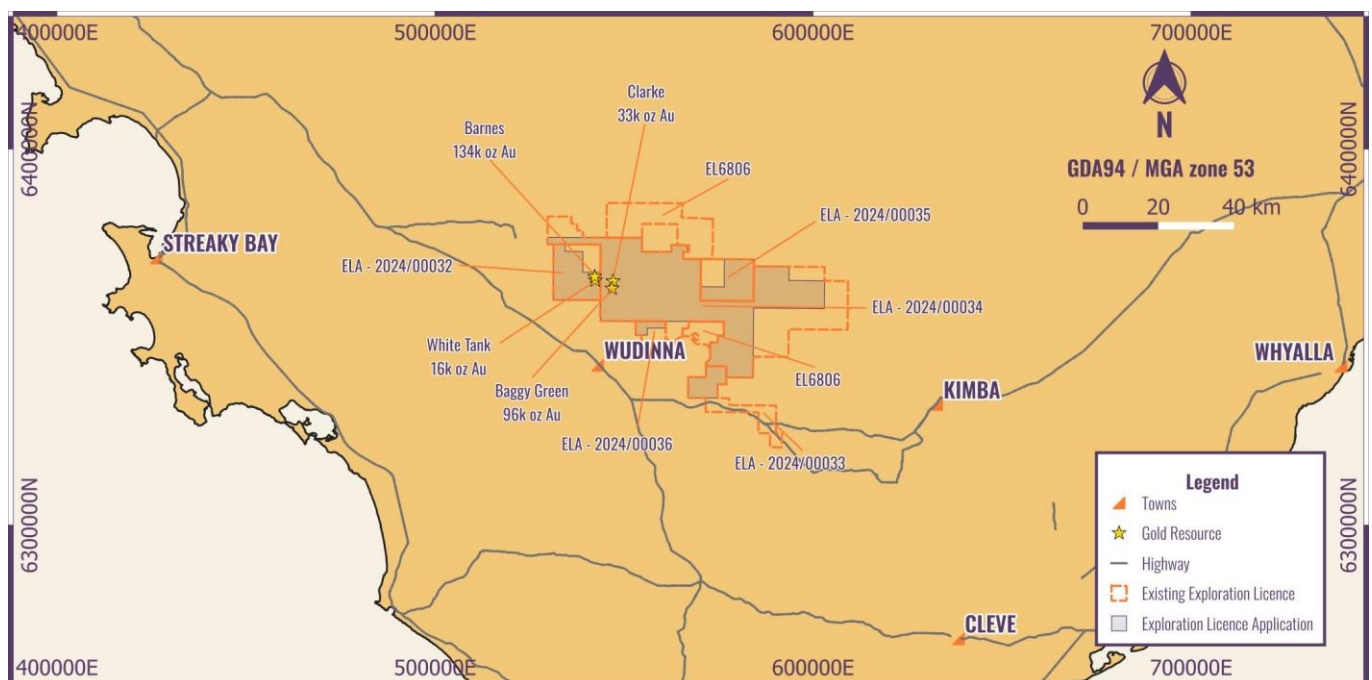 400000E
500000E
600000E
700000E
6400000N
6400000N
N
GDA94 / MGA zone 53
0
20
40 km
Clarke
33k oz Au
Barnes
134k oz Au
EL6806
ELA - 2024/00035
STREAKY BAY
ELA - 2024/00032
ELA - 2024/00034
White Tank
16k oz Au
WUDINNA
Baggy Green
96k oz Au
EL6806
WHYALLA
KIMBA
ELA - 2024/00036
ELA - 2024/00033
6300000N
6300000N
Legend
Towns
Gold Resource
Highway
Existing Exploration Licence
Exploration Licence Application
CLEVE
400000E
500000E
600000E
700000E